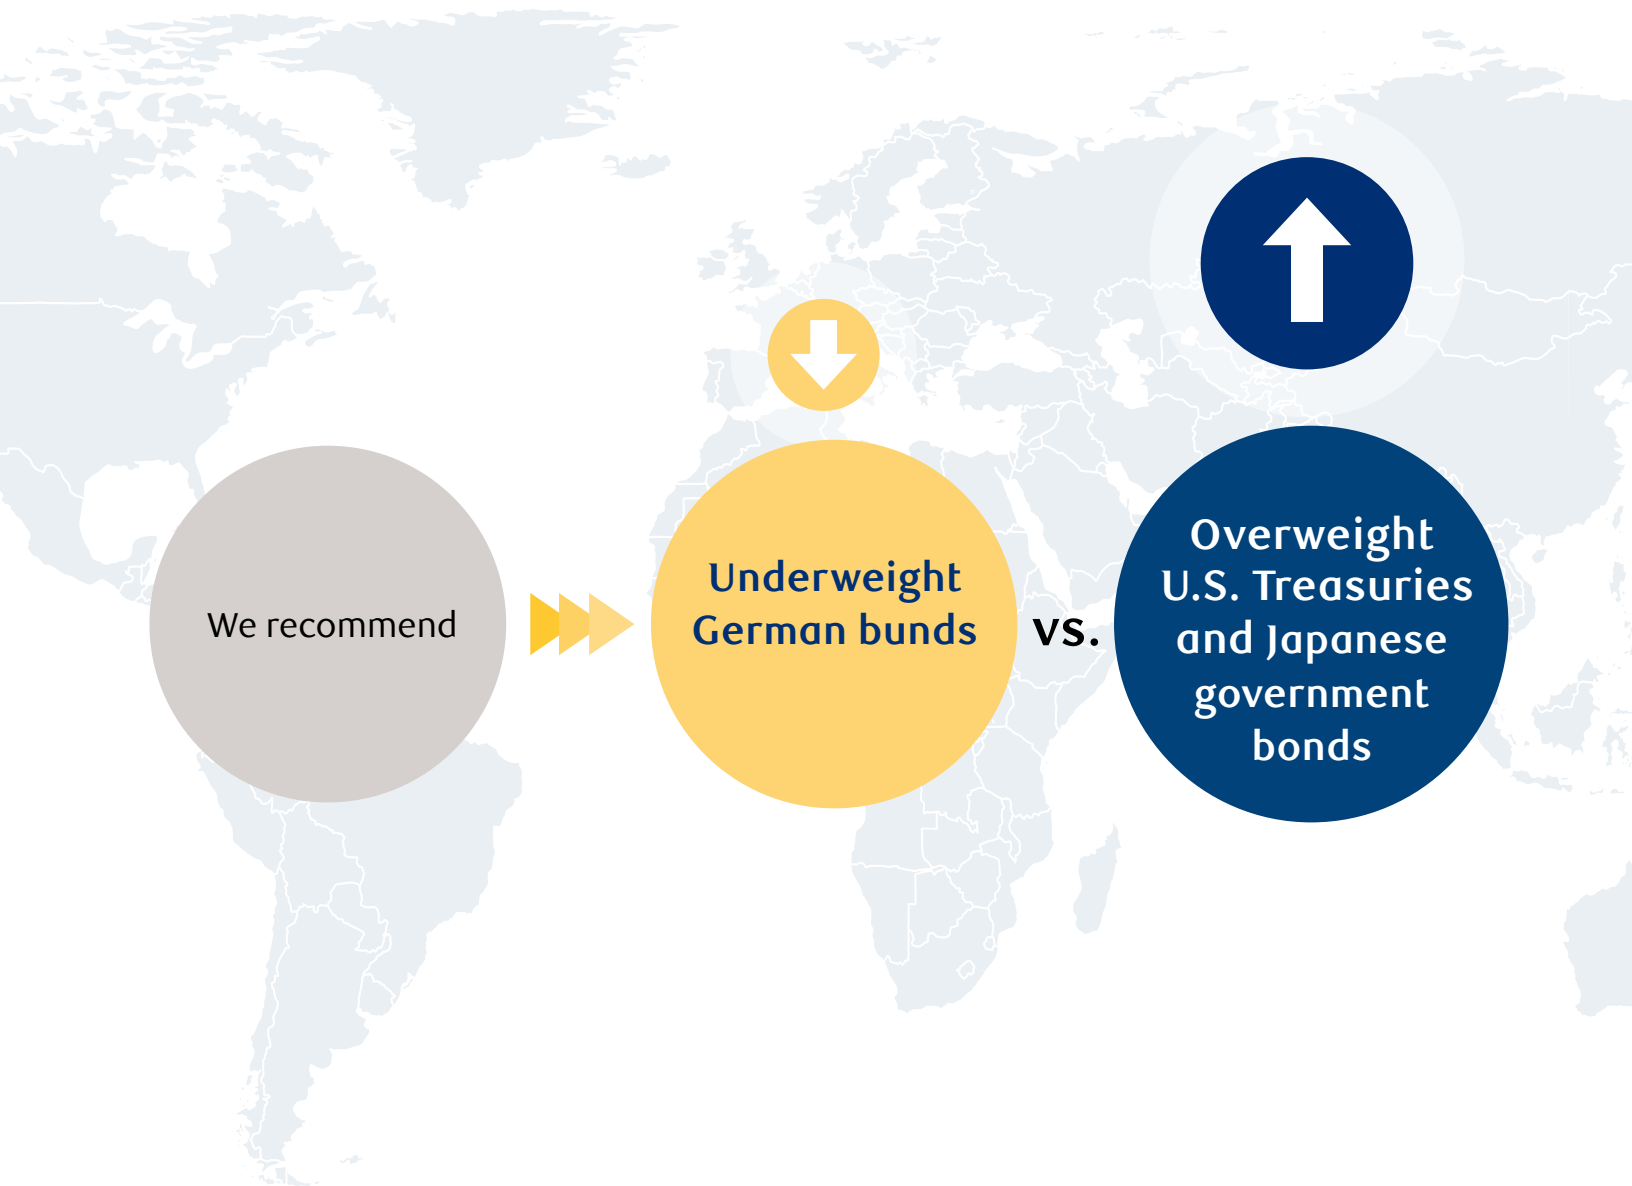 We recommend
Underweight
German bunds
vs.
Overweight
U.S. Treasuries
and Japanese
government
bonds